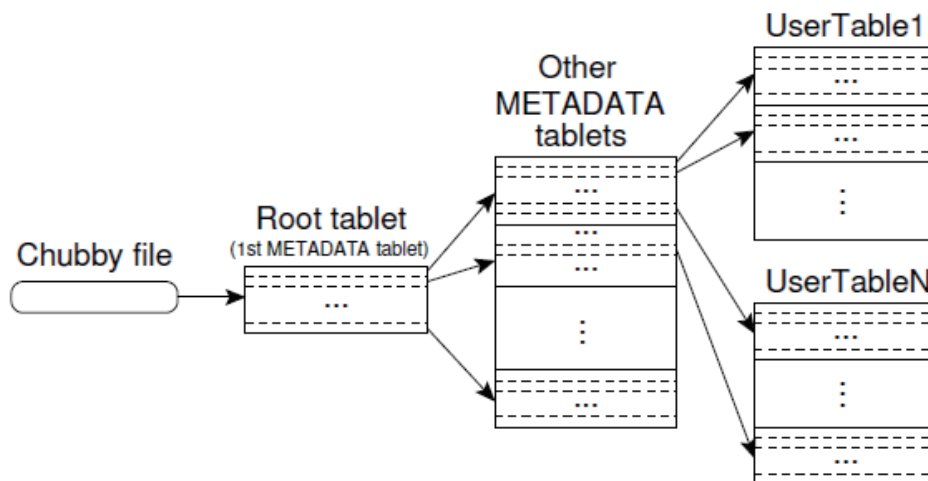 UserTable1
...
...
⋮
Other
METADATA
tablets
...
...
...
⋮
...
Root tablet
(1st METADATA tablet)
...
Chubby file
UserTableN
...
⋮
...